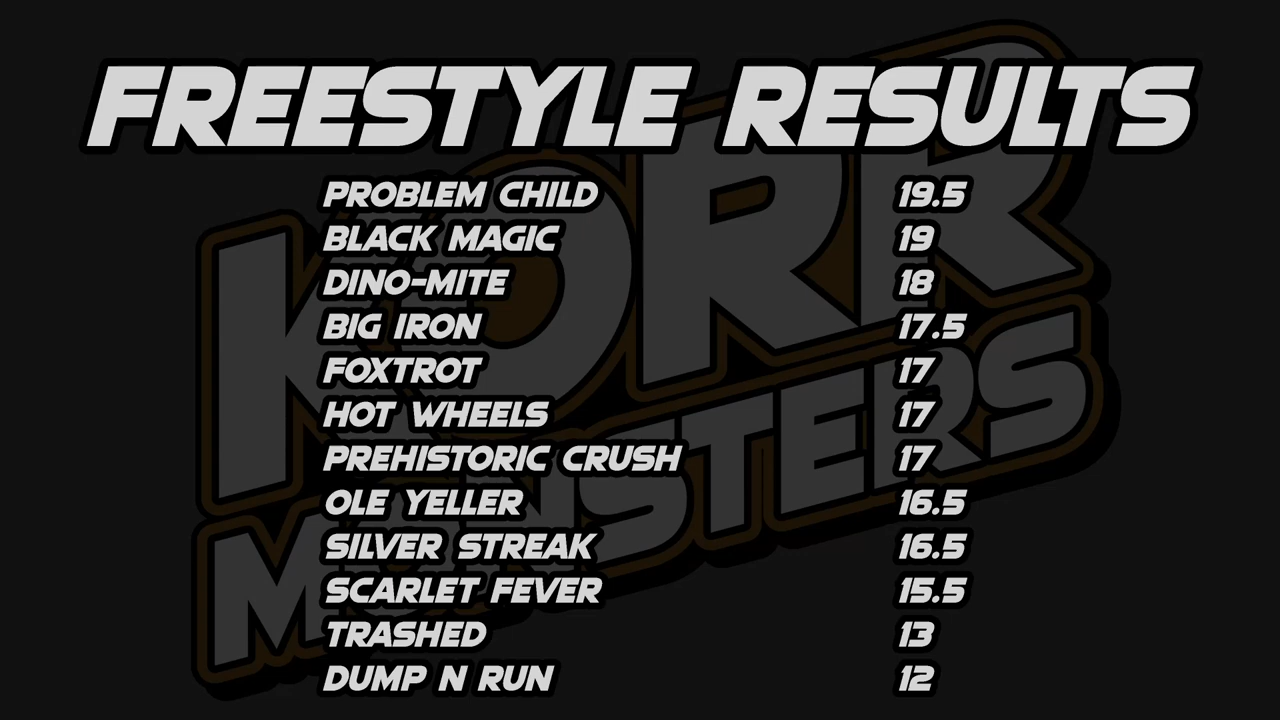 FREESTYLE RESULTS
PROBLEM CHILD 19.5
BLACK MAGIC 19
DINO-MITE 18
BIG IRON 17.5
FOXTROT 17
HOT WHEELS 17
PREHISTORIC CRUSH 17
OLE YELLER 16.5
SILVER STREAK 16.5
SCARLET FEVER 15.5
TRASHED 13
DUMP N RUN 12
KORR
MONSTERS